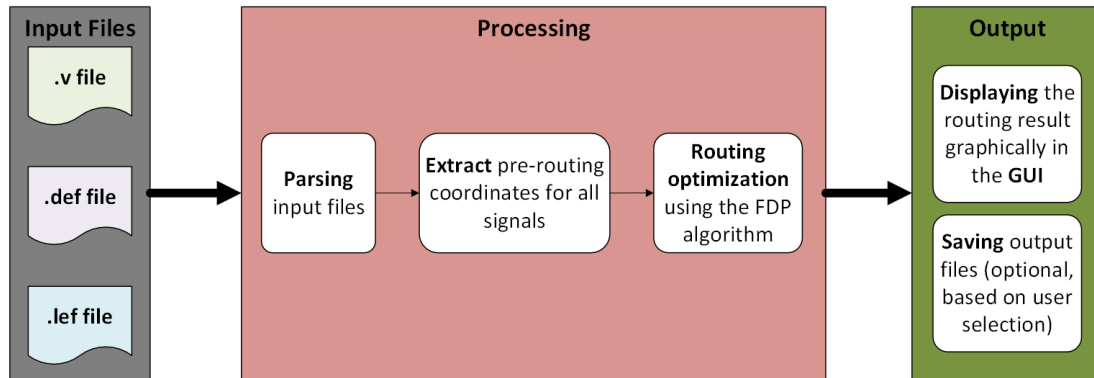 Input Files
.v file
.def file
.lef file
Processing
Parsing
input files
Extract pre-routing
coordinates for all
signals
Routing
optimization
using the FDP
algorithm
Output
Displaying the
routing result
graphically in
the GUI
Saving output
files (optional,
based on user
selection)